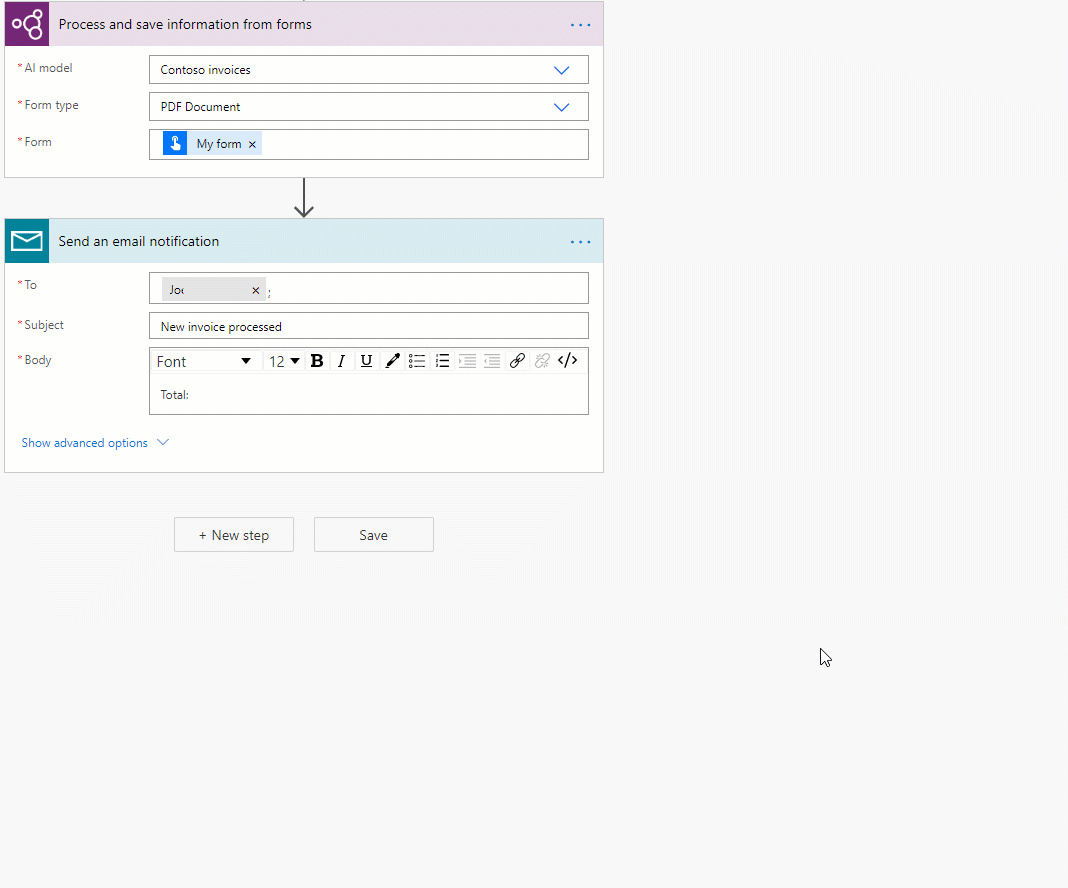 Process and save information from forms
* AI model
Contoso invoices
* Form type
PDF Document
* Form
My form ×
Send an email notification
* To
× ;
* Subject
New invoice processed
* Body
Font 12 B I U </>
Total:
Show advanced options
+ New step
Save